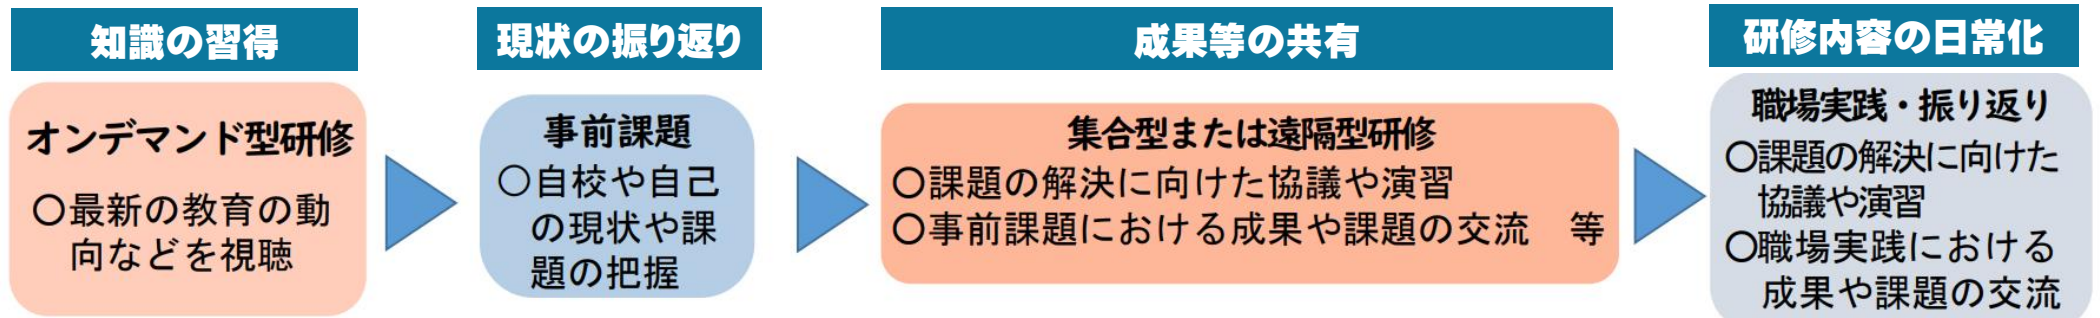 知識の習得
オンデマンド型研修
○最新の教育の動
向などを視聴
現状の振り返り
事前課題
○自校や自己
の現状や課
題の把握
成果等の共有
集合型または遠隔型研修
○課題の解決に向けた協議や演習
○事前課題における成果や課題の交流　等
研修内容の日常化
職場実践・振り返り
○課題の解決に向けた
協議や演習
○職場実践における
成果や課題の交流